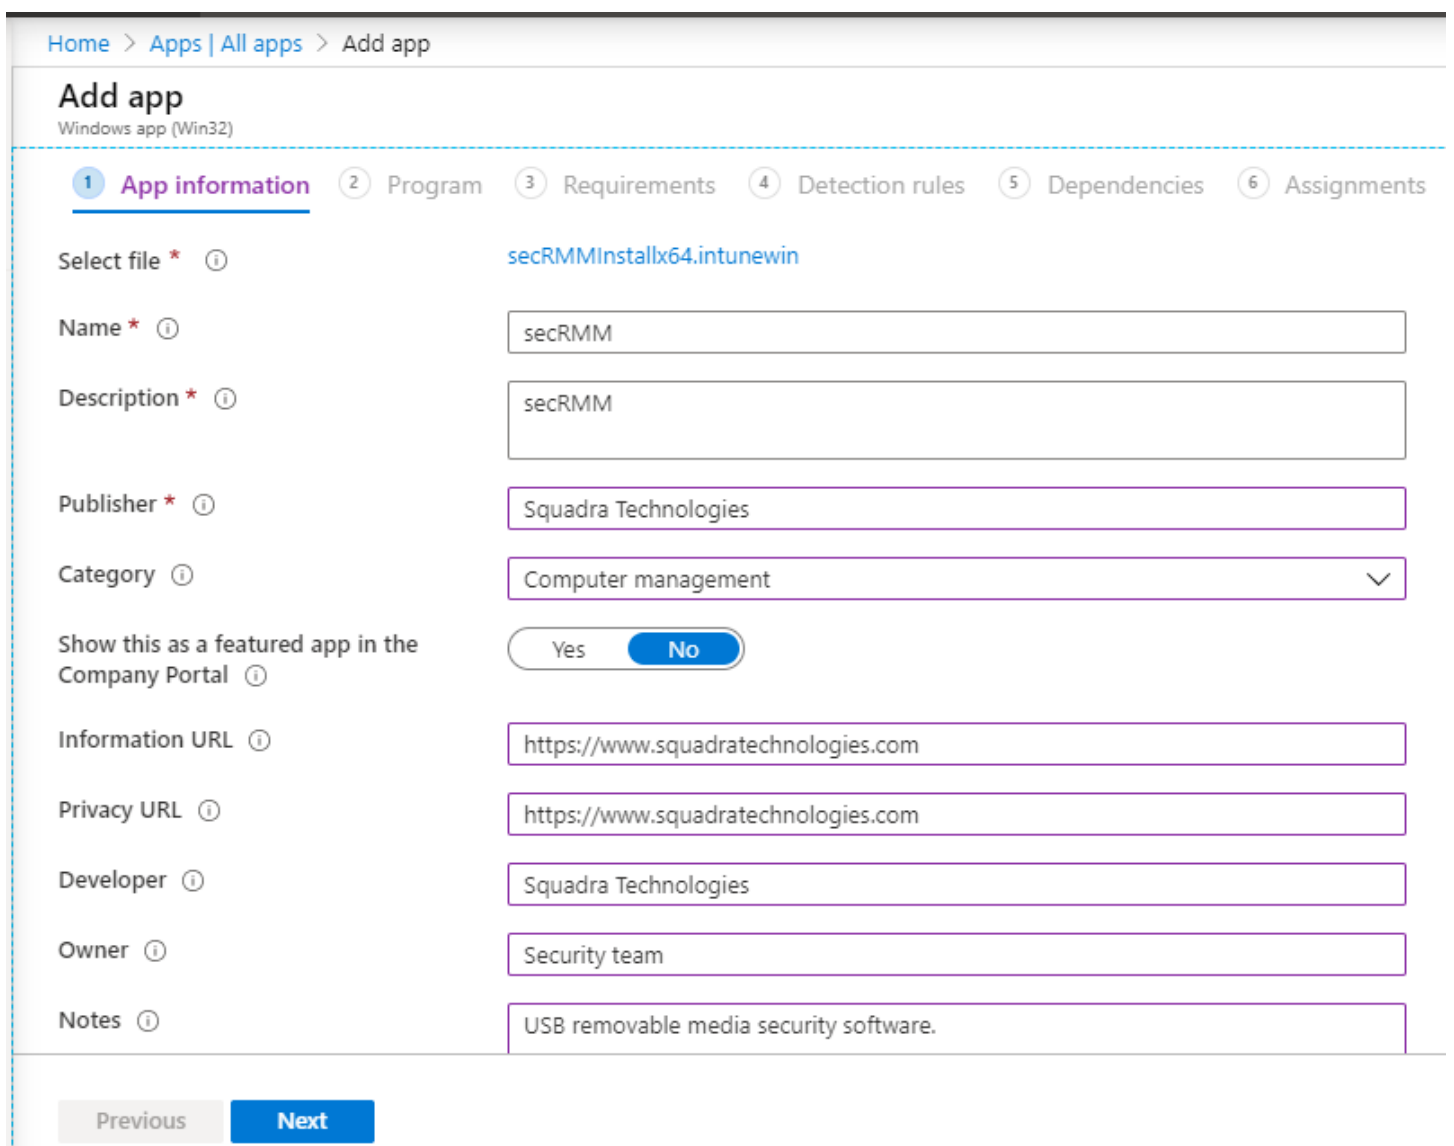 Home > Apps | All apps > Add app
Add app
Windows app (Win32)
1 App information 2 Program 3 Requirements 4 Detection rules 5 Dependencies 6 Assignments
Select file * secRMMInstallx64.intunewin
Name * secRMM
Description * secRMM
Publisher * Squadra Technologies
Category Computer management
Show this as a featured app in the
Company Portal Yes No
Information URL https://www.squadratechnologies.com
Privacy URL https://www.squadratechnologies.com
Developer Squadra Technologies
Owner Security team
Notes USB removable media security software.
Previous Next